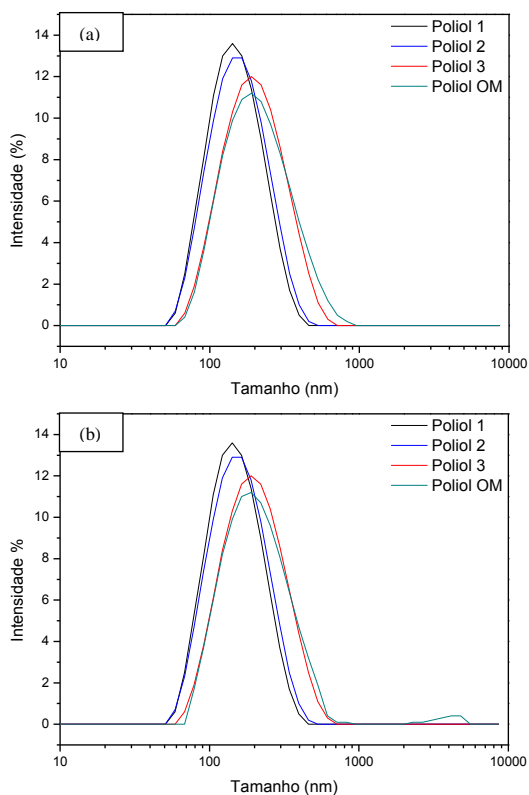 (a)
Poliol 1
Poliol 2
Poliol 3
Poliol OM
14
12
10
8
6
4
2
0
Intensidade (%)
10
100
1000
10000
Tamanho (nm)
(b)
Poliol 1
Poliol 2
Poliol 3
Poliol OM
14
12
10
8
6
4
2
0
Intensidade %
10
100
1000
10000
Tamanho (nm)